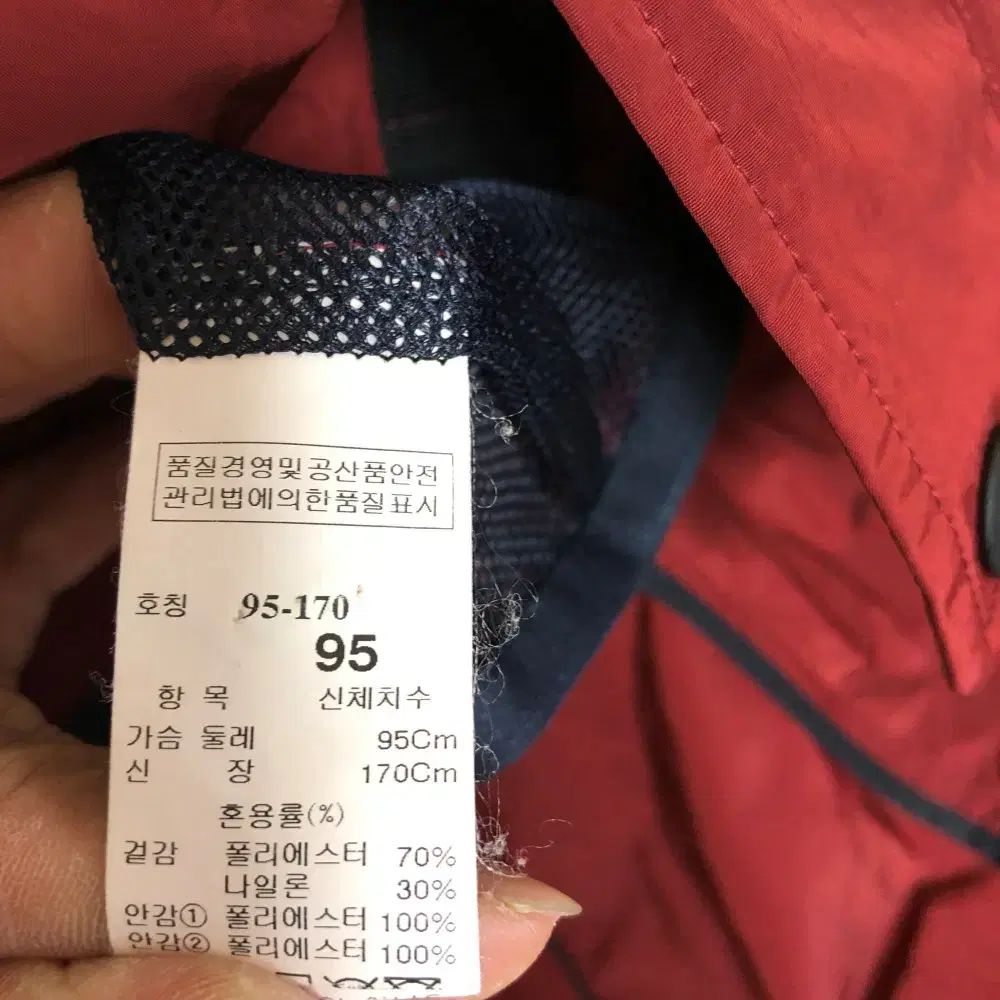 품질경영및공산품안전
관리법에의한품질표시
호칭 95-170
95
항 목 신체치수
가슴 둘레 95Cm
신 장 170Cm
혼용률(%)
겉감 폴리에스터 70%
나일론 30%
안감① 폴리에스터 100%
안감② 폴리에스터 100%